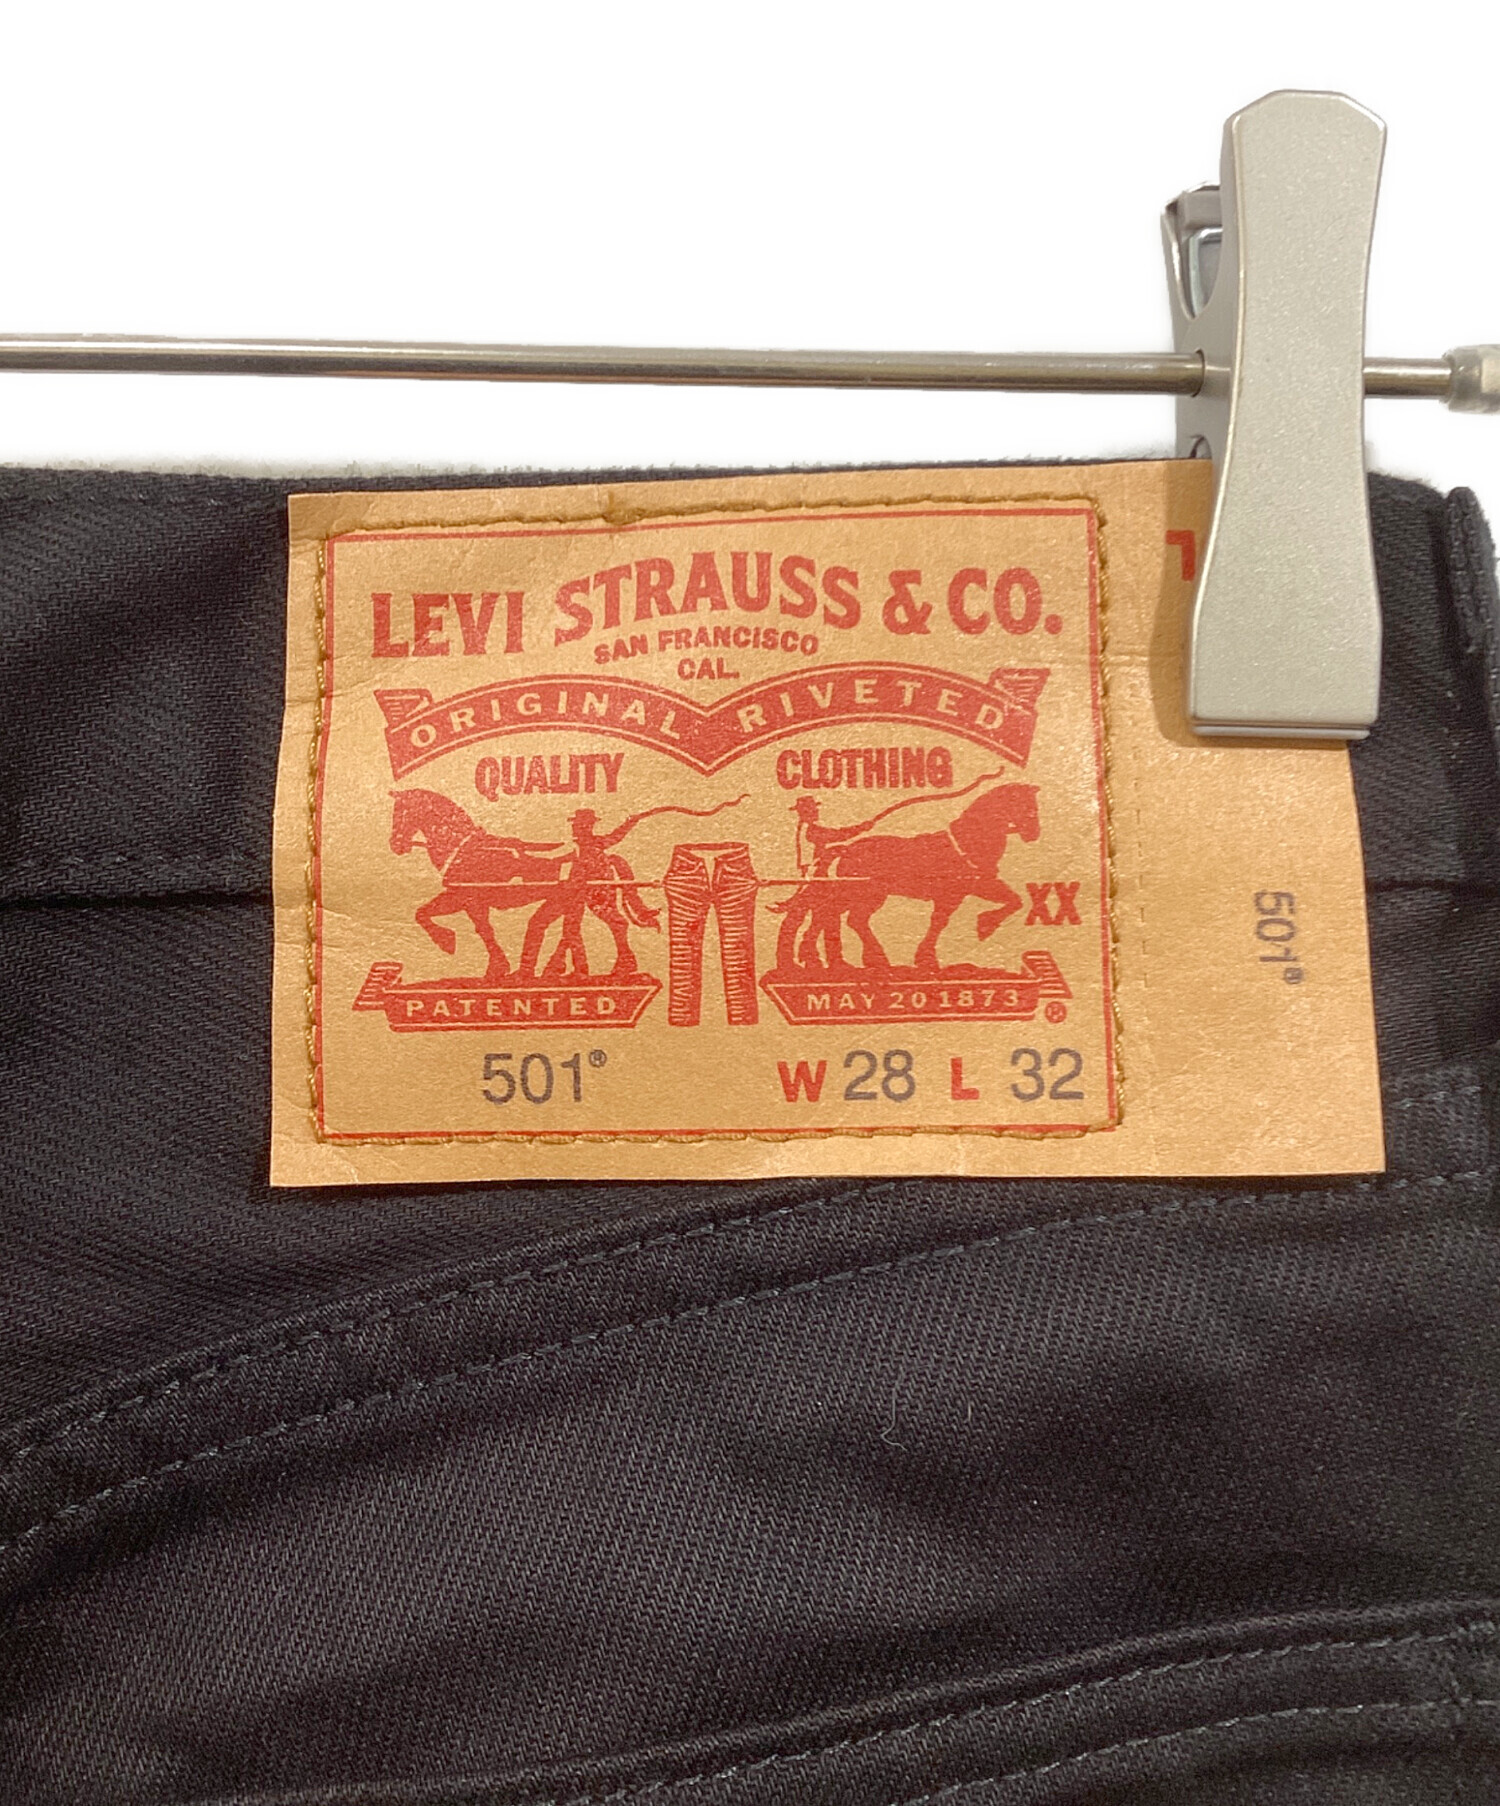 LEVI STRAUSS & CO.
SAN FRANCISCO
CAL.
ORIGINAL RIVETED
QUALITY CLOTHING
XX
PATENTED MAY 20 1873 ®
501® W 28 L 32
L
501®